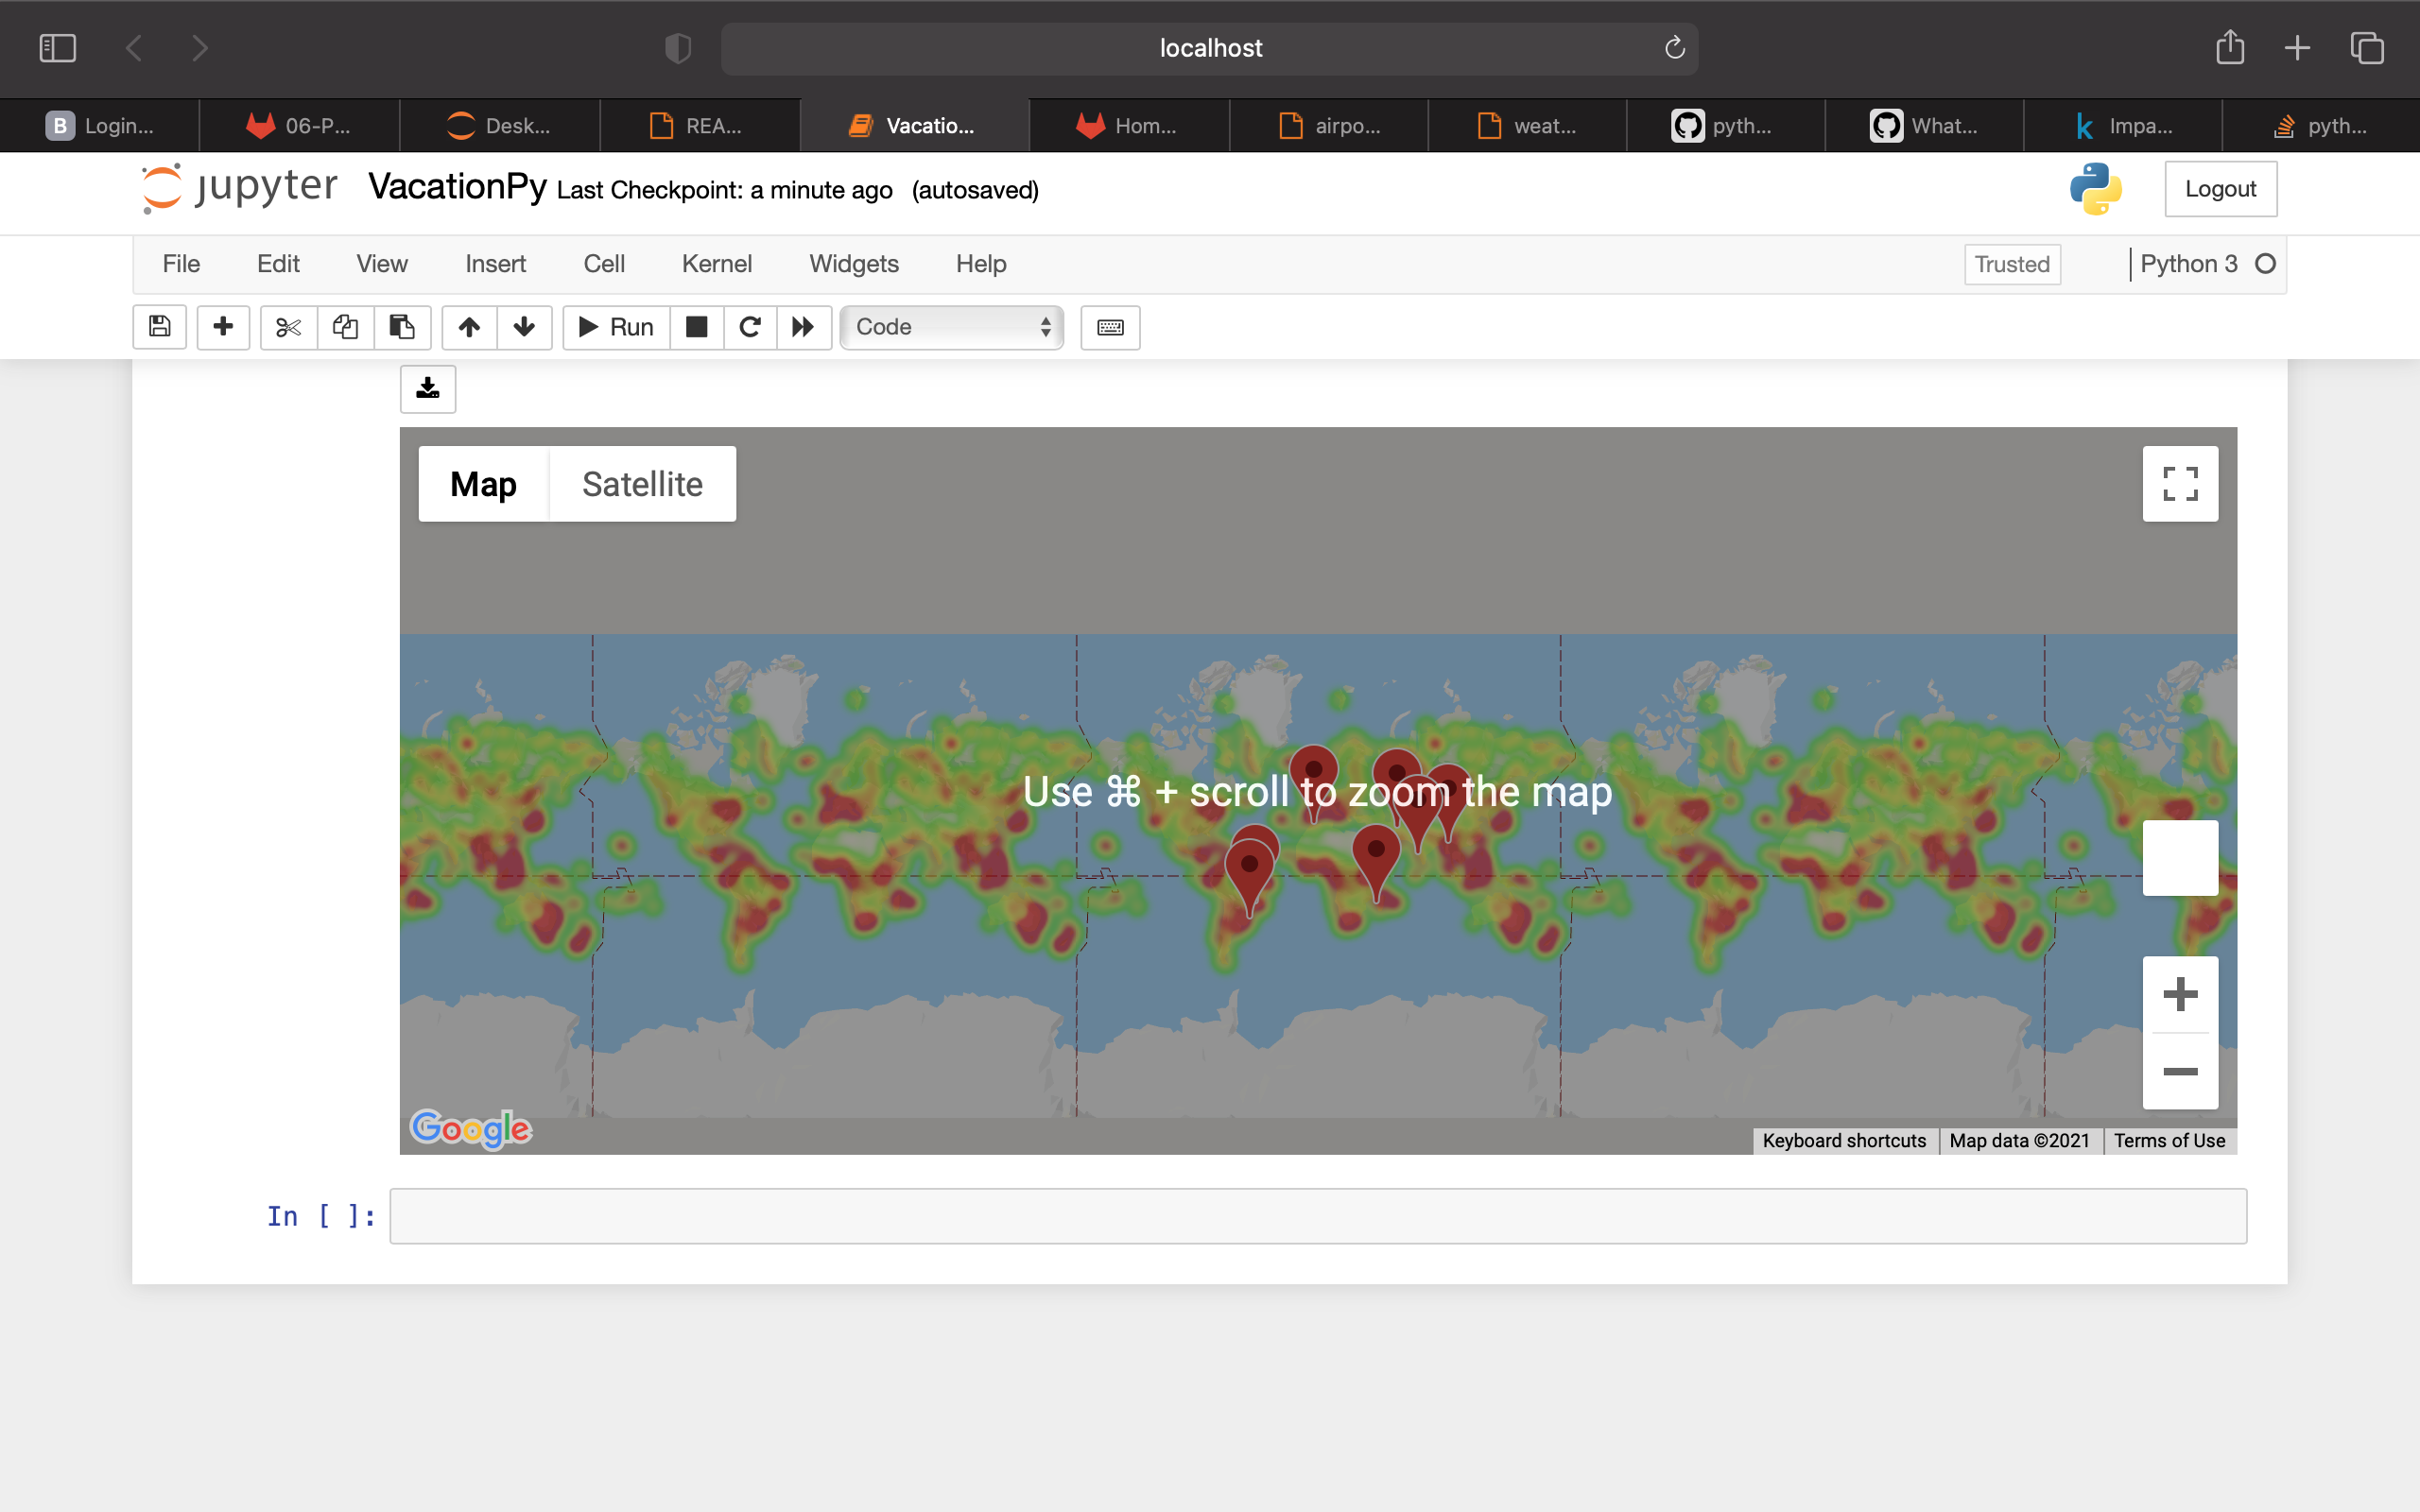 localhost
B Login... 06-P... Desk... REA... Vacatio... Hom... airpo... weat... pyth... What... k Impa... pyth...
jupyter VacationPy Last Checkpoint: a minute ago (autosaved) Logout
File Edit View Insert Cell Kernel Widgets Help Trusted Python 3
Run Code
Map Satellite
Use ⌘ + scroll to zoom the map
Google Keyboard shortcuts Map data ©2021 Terms of Use
In [ ]: